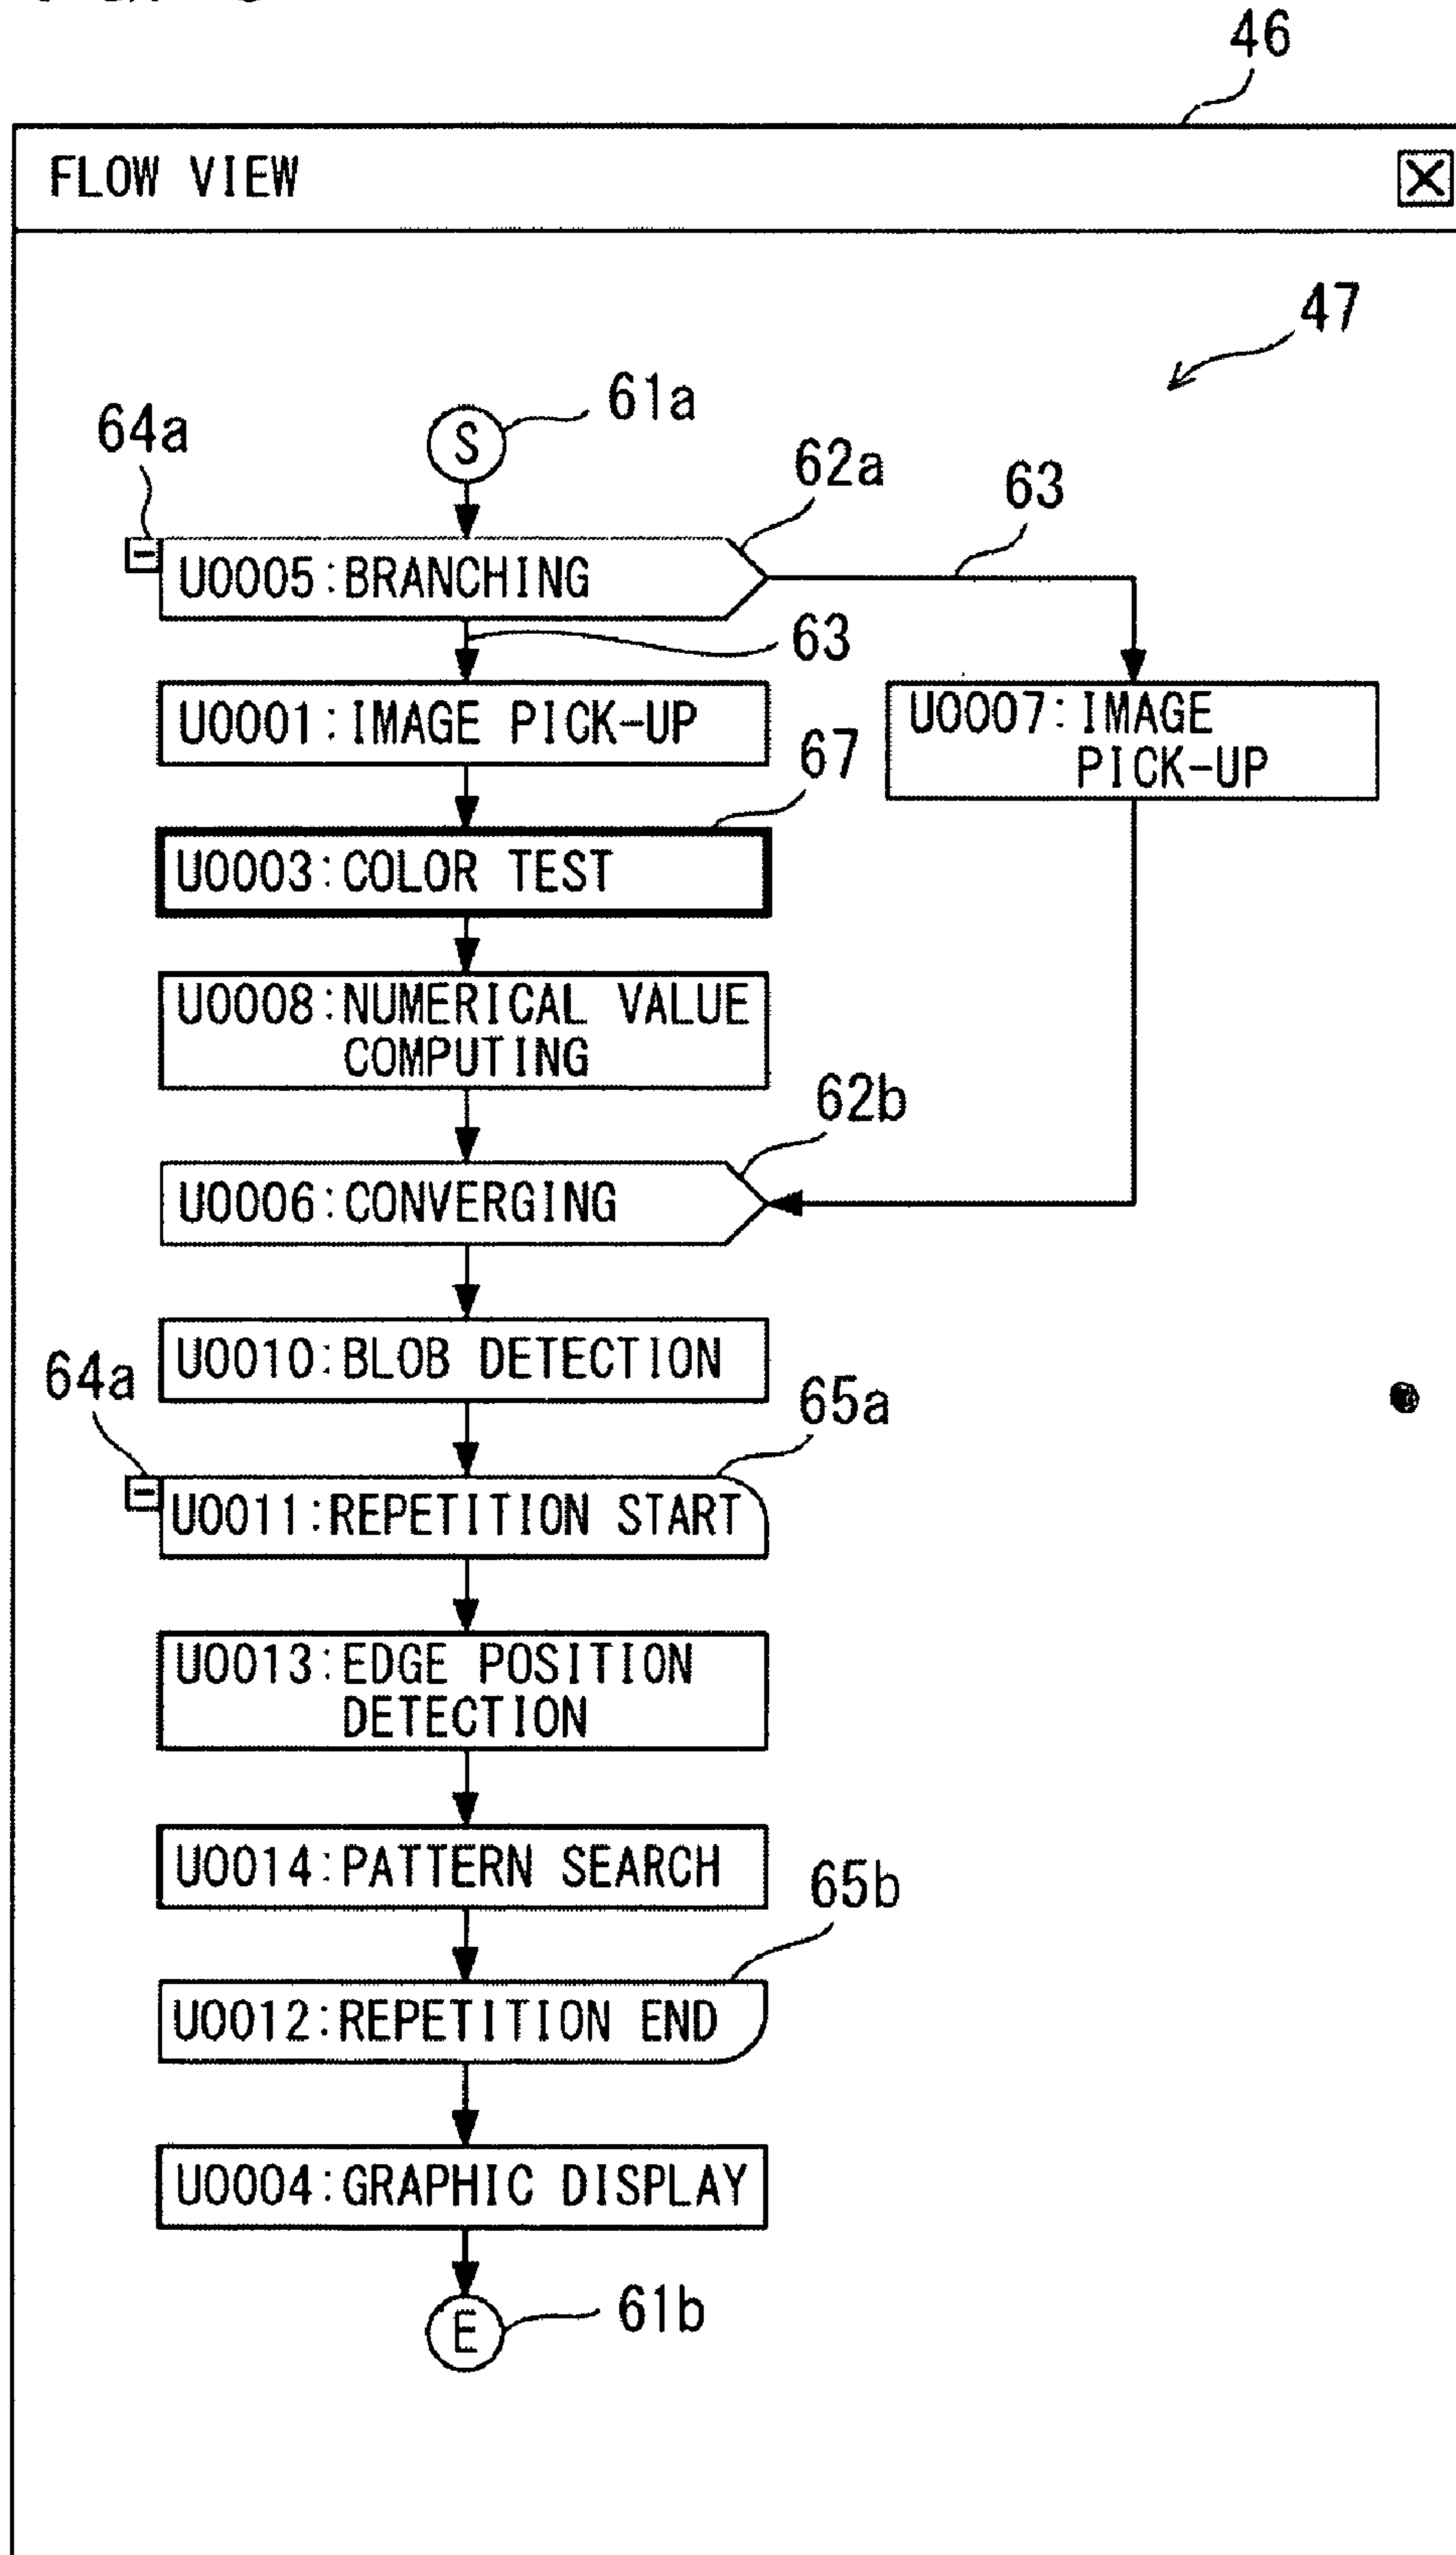 46
FLOW VIEW
47
61a
64a
S
62a
63
U0005:BRANCHING
63
U0001:IMAGE PICK-UP
U0007:IMAGE
PICK-UP
67
U0003:COLOR TEST
U0008:NUMERICAL VALUE
COMPUTING
62b
U0006:CONVERGING
U0010:BLOB DETECTION
64a
65a
U0011:REPETITION START
U0013:EDGE POSITION
DETECTION
U0014:PATTERN SEARCH
65b
U0012:REPETITION END
U0004:GRAPHIC DISPLAY
E
61b